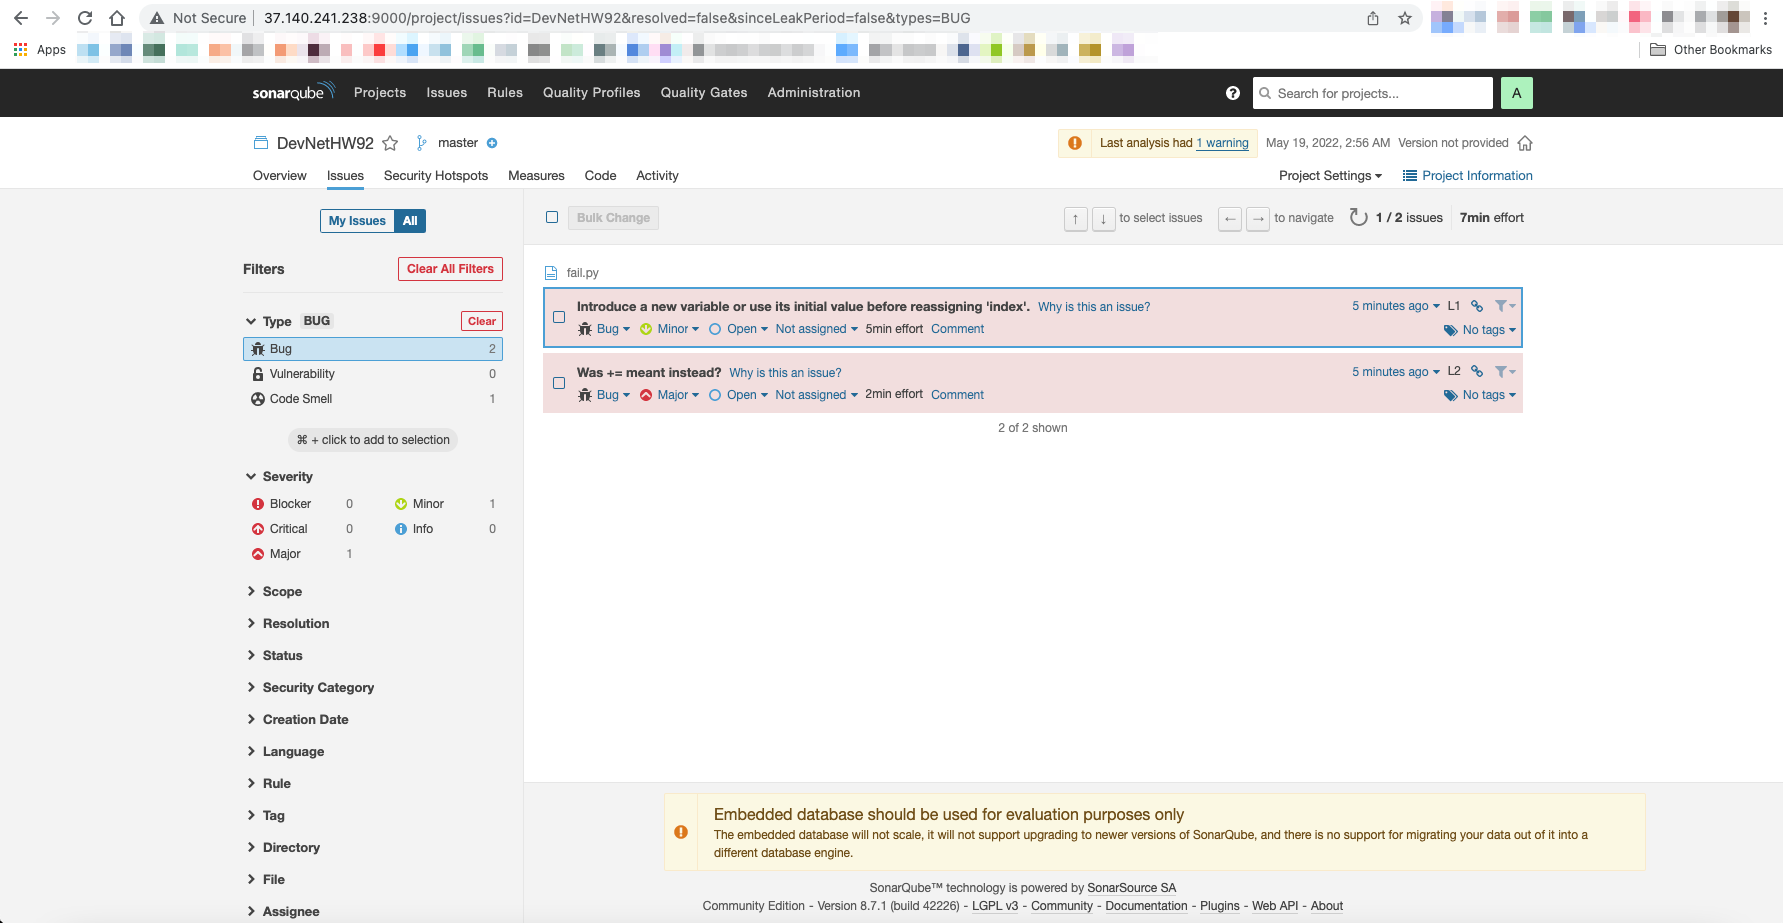 Not Secure | 37.140.241.238:9000/project/issues?id=DevNetHW92&resolved=false&sinceLeakPeriod=false&types=BUG
Apps Other Bookmarks
sonarqube Projects Issues Rules Quality Profiles Quality Gates Administration ? Search for projects... A
DevNetHW92 master Last analysis had 1 warning May 19, 2022, 2:56 AM Version not provided
Overview Issues Security Hotspots Measures Code Activity Project Settings Project Information
My Issues All Bulk Change ↑ ↓ to select issues ← → to navigate 1 / 2 issues 7min effort
Filters Clear All Filters
Type BUG Clear
Bug 2
Vulnerability 0
Code Smell 1
⌘ + click to add to selection
Severity
Blocker 0 Minor 1
Critical 0 Info 0
Major 1
Scope
Resolution
Status
Security Category
Creation Date
Language
Rule
Tag
Directory
File
Assignee
fail.py
Introduce a new variable or use its initial value before reassigning 'index'. Why is this an issue? 5 minutes ago L1
Bug Minor Open Not assigned 5min effort Comment No tags
Was += meant instead? Why is this an issue? 5 minutes ago L2
Bug Major Open Not assigned 2min effort Comment No tags
2 of 2 shown
Embedded database should be used for evaluation purposes only
The embedded database will not scale, it will not support upgrading to newer versions of SonarQube, and there is no support for migrating your data out of it into a
different database engine.
SonarQube™ technology is powered by SonarSource SA
Community Edition - Version 8.7.1 (build 42226) - LGPL v3 - Community - Documentation - Plugins - Web API - About